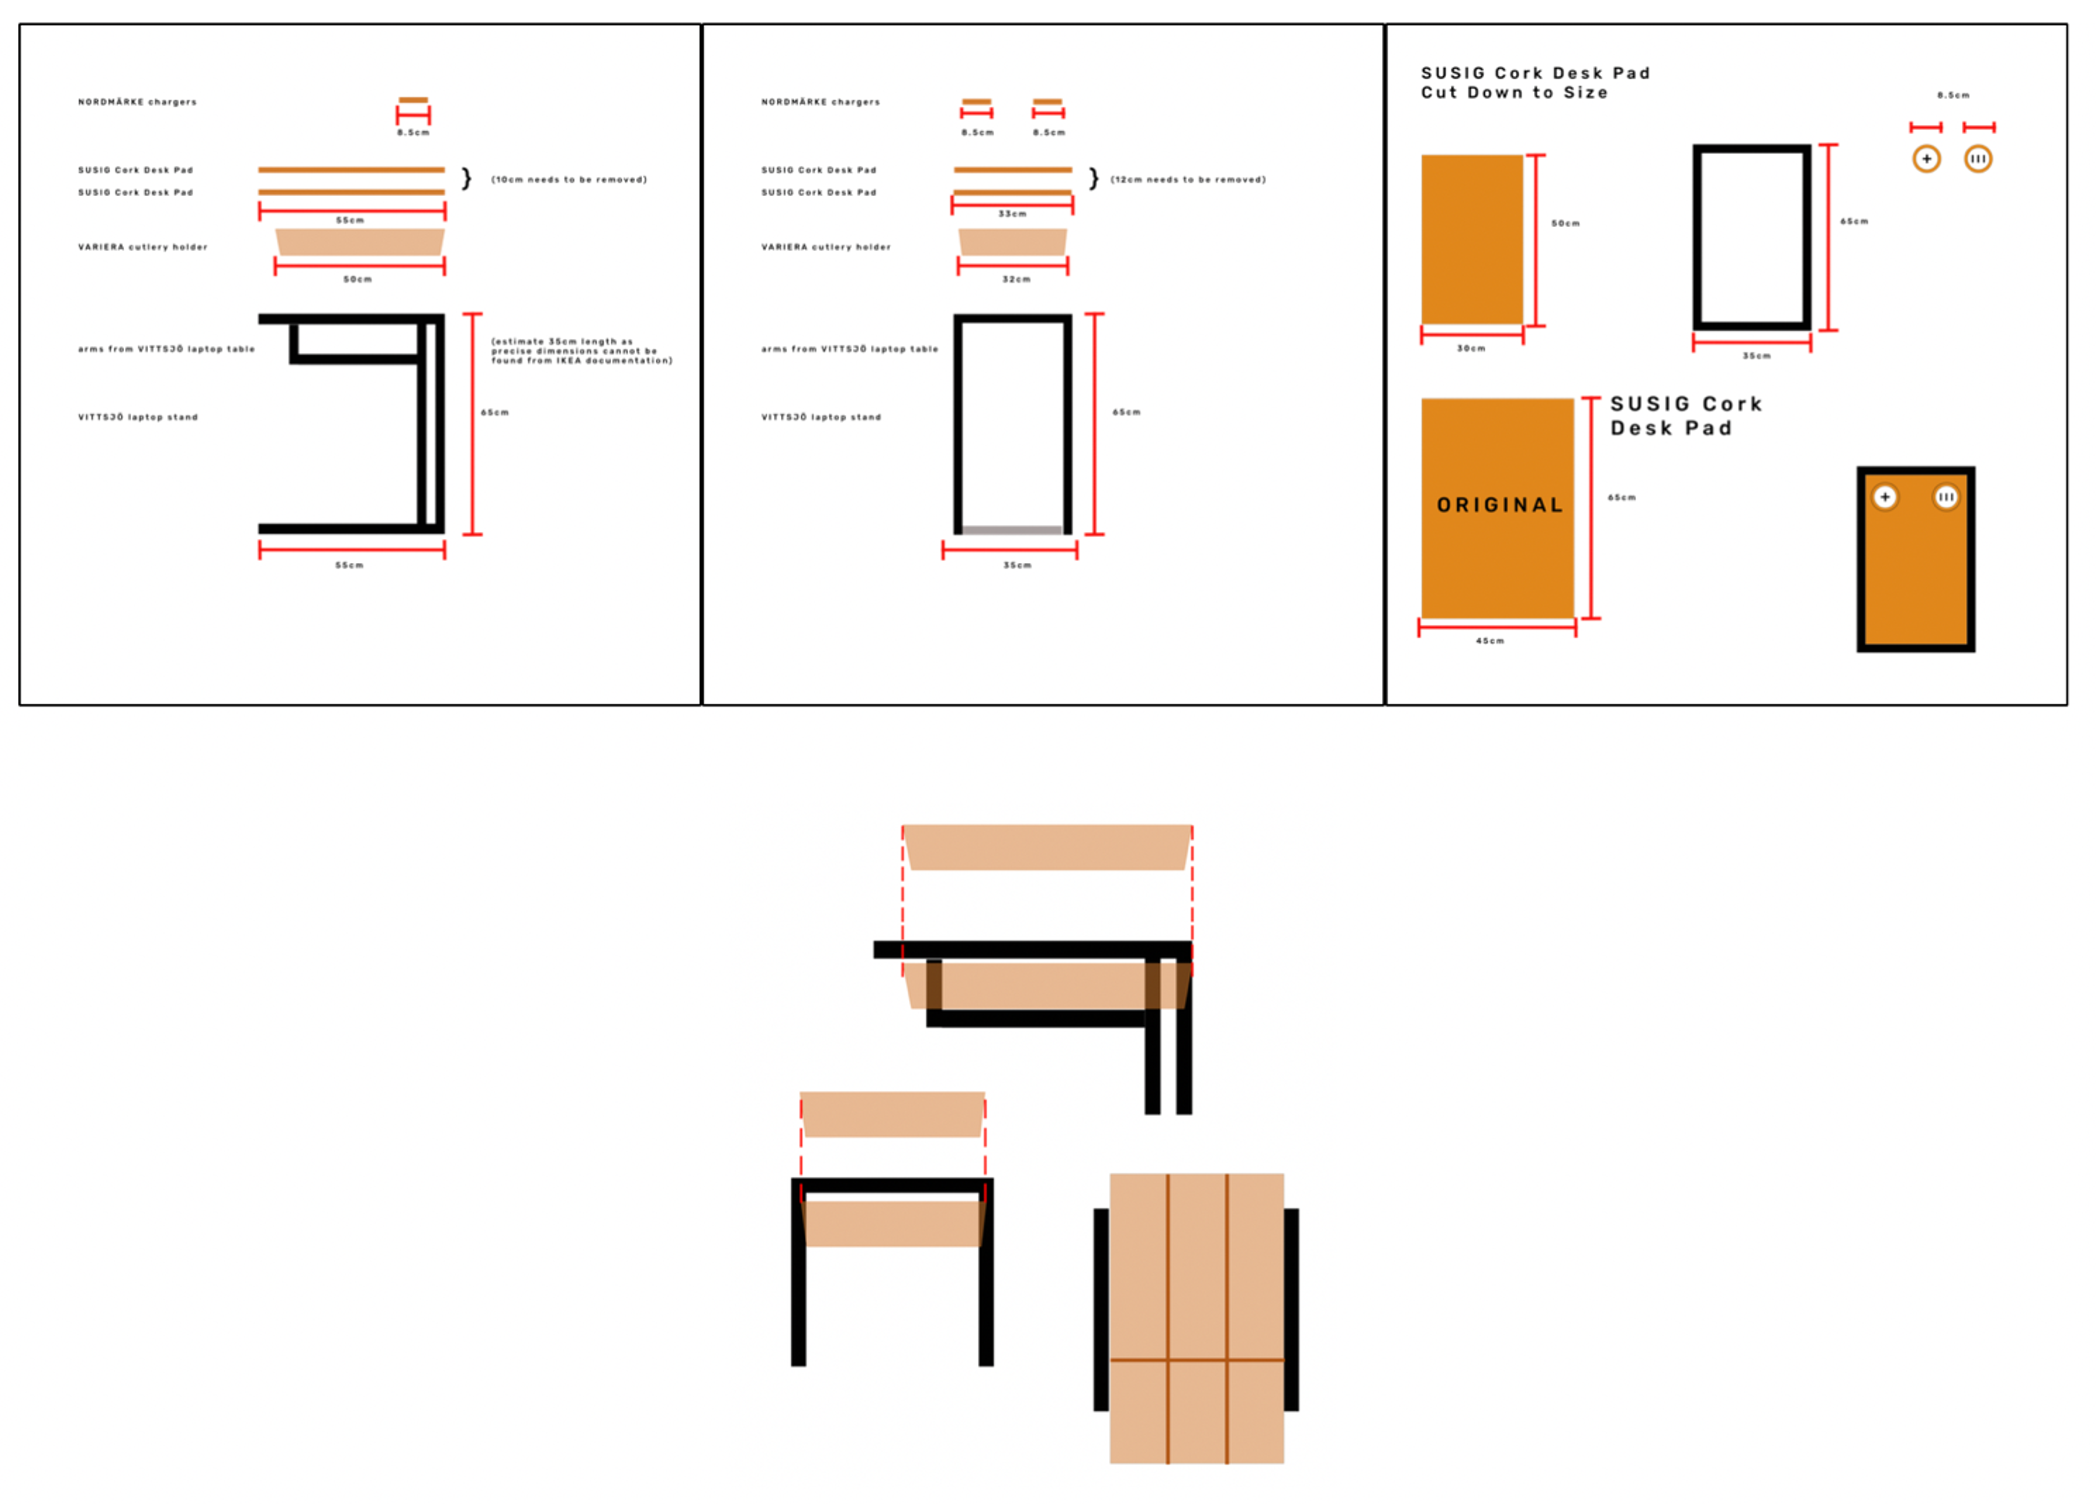 NORDMÄRKE chargers
8.5cm
SUSIG Cork Desk Pad
SUSIG Cork Desk Pad
} (10cm needs to be removed)
55cm
VARIERA cutlery holder
50cm
arms from VITTSJÖ laptop table
(estimate 35cm length as
precise dimensions cannot be
found from IKEA documentation)
VITTSJÖ laptop stand
65cm
55cm
NORDMÄRKE chargers
8.5cm 8.5cm
SUSIG Cork Desk Pad
SUSIG Cork Desk Pad
} (12cm needs to be removed)
33cm
VARIERA cutlery holder
32cm
arms from VITTSJÖ laptop table
VITTSJÖ laptop stand
65cm
35cm
SUSIG Cork Desk Pad
Cut Down to Size
8.5cm
50cm
30cm
65cm
35cm
SUSIG Cork
Desk Pad
ORIGINAL
65cm
45cm